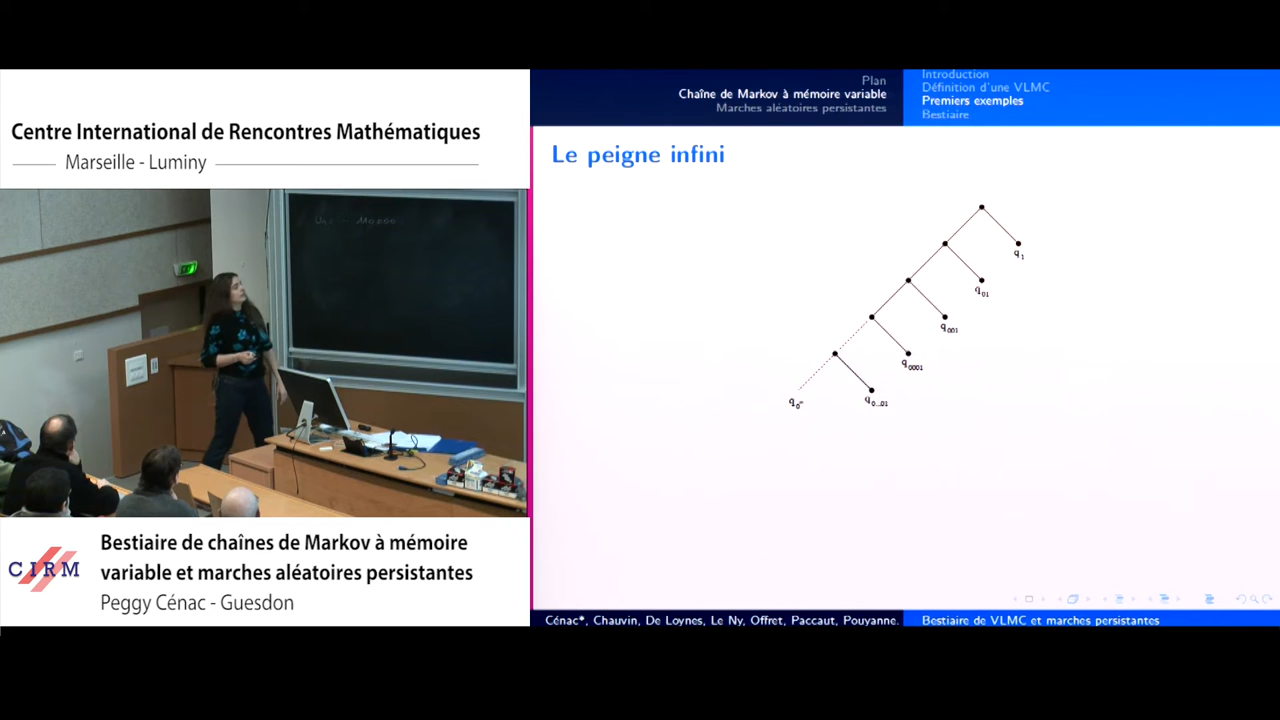 Centre International de Rencontres Mathématiques
Marseille - Luminy
CIRM
Bestiaire de chaînes de Markov à mémoire
variable et marches aléatoires persistantes
Peggy Cénac - Guesdon
Plan
Chaîne de Markov à mémoire variable
Marches aléatoires persistantes
Introduction
Définition d'une VLMC
Premiers exemples
Bestiaire
Le peigne infini
q1
q01
q001
q0001
q0...01
q0∞
Cénac*, Chauvin, De Loynes, Le Ny, Offret, Paccaut, Pouyanne.
Bestiaire de VLMC et marches persistantes